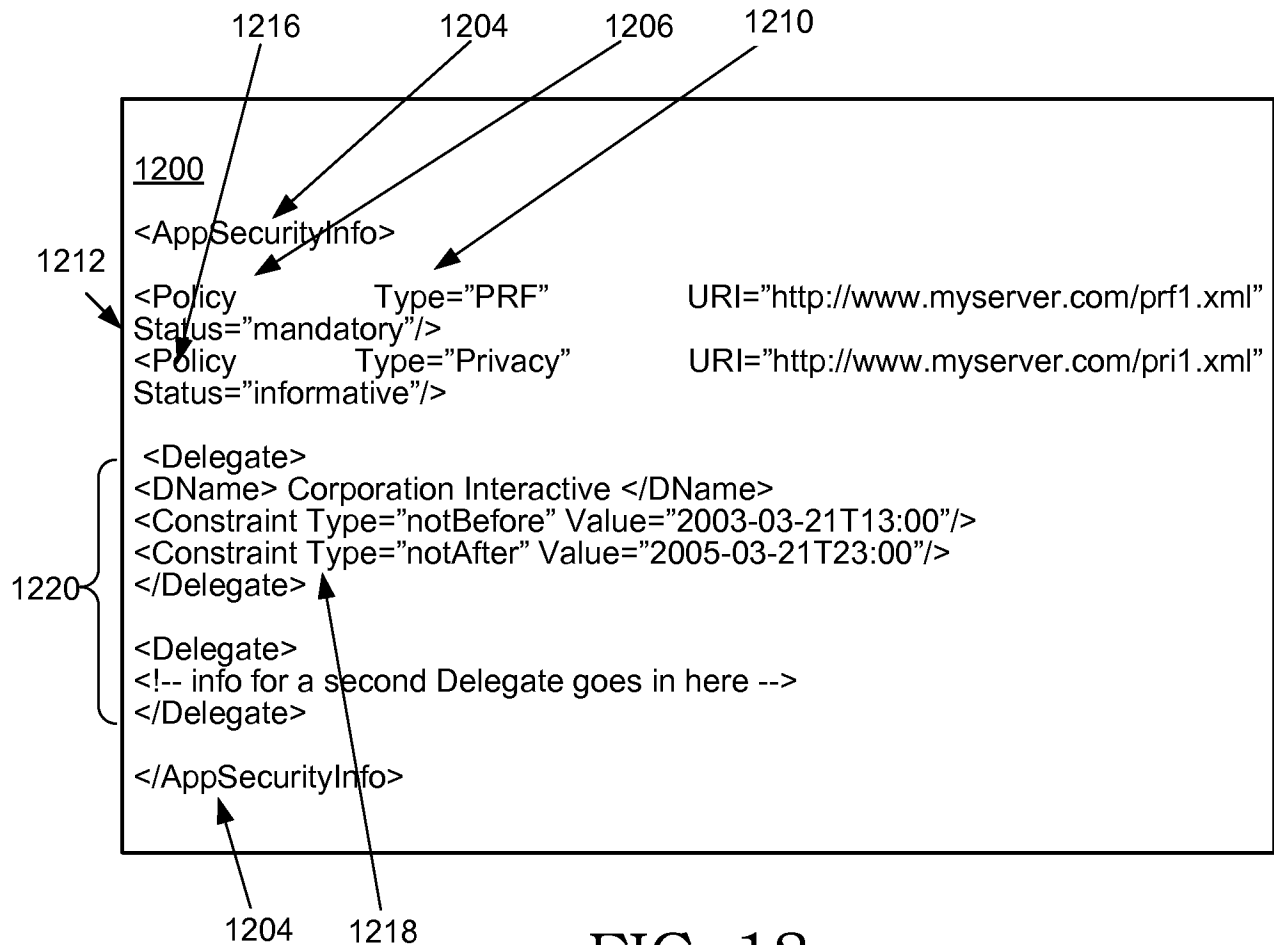 1216 1204 1206 1210
1200
<AppSecurityInfo>
1212
<Policy Type=”PRF” URI=”http://www.myserver.com/prf1.xml”
Status=”mandatory”/>
<Policy Type=”Privacy” URI=”http://www.myserver.com/pri1.xml”
Status=”informative”/>
<Delegate>
<DName> Corporation Interactive </DName>
<Constraint Type=”notBefore” Value=”2003-03-21T13:00”/>
<Constraint Type=”notAfter” Value=”2005-03-21T23:00”/>
1220
</Delegate>
<Delegate>
<!-- info for a second Delegate goes in here -->
</Delegate>
</AppSecurityInfo>
1204 1218